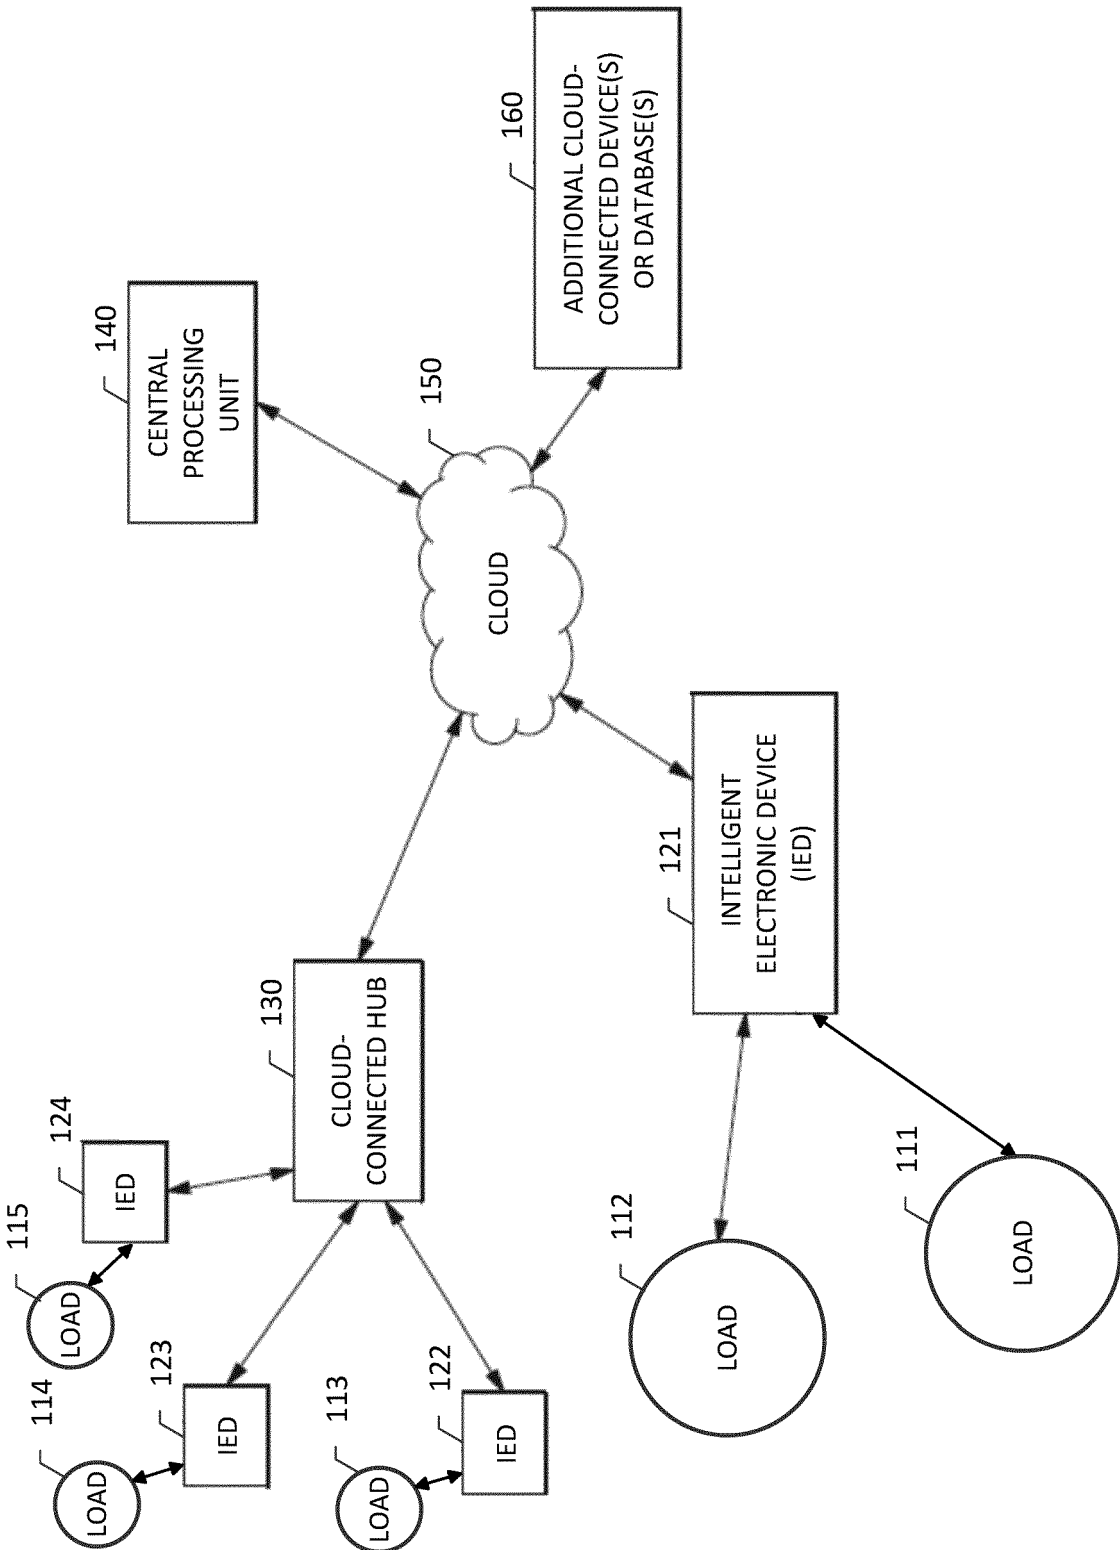 115
LOAD
124
IED
114
LOAD
123
IED
113
LOAD
122
IED
130
CLOUD-
CONNECTED HUB
140
CENTRAL
PROCESSING
UNIT
150
CLOUD
160
ADDITIONAL CLOUD-
CONNECTED DEVICE(S)
OR DATABASE(S)
112
LOAD
121
INTELLIGENT
ELECTRONIC DEVICE
(IED)
111
LOAD